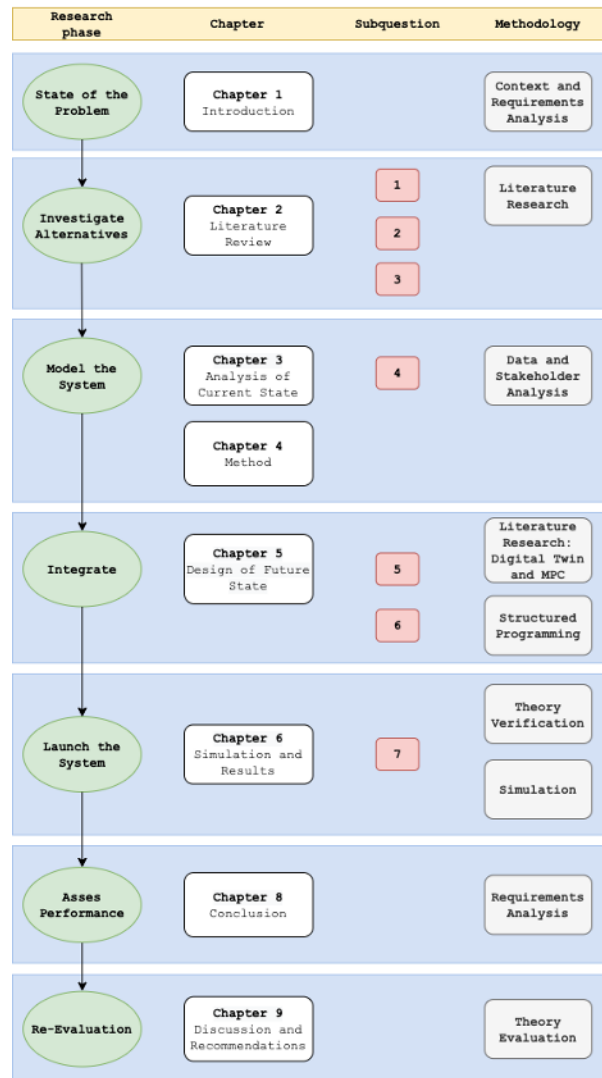 Research phase Chapter Subquestion Methodology
State of the Problem
Chapter 1
Introduction
Context and Requirements Analysis
Investigate Alternatives
Chapter 2
Literature Review
1
2
3
Literature Research
Model the System
Chapter 3
Analysis of Current State
4
Data and Stakeholder Analysis
Chapter 4
Method
Integrate
Chapter 5
Design of Future State
5
6
Literature Research: Digital Twin and MPC
Structured Programming
Launch the System
Chapter 6
Simulation and Results
7
Theory Verification
Simulation
Asses Performance
Chapter 8
Conclusion
Requirements Analysis
Re-Evaluation
Chapter 9
Discussion and Recommendations
Theory Evaluation